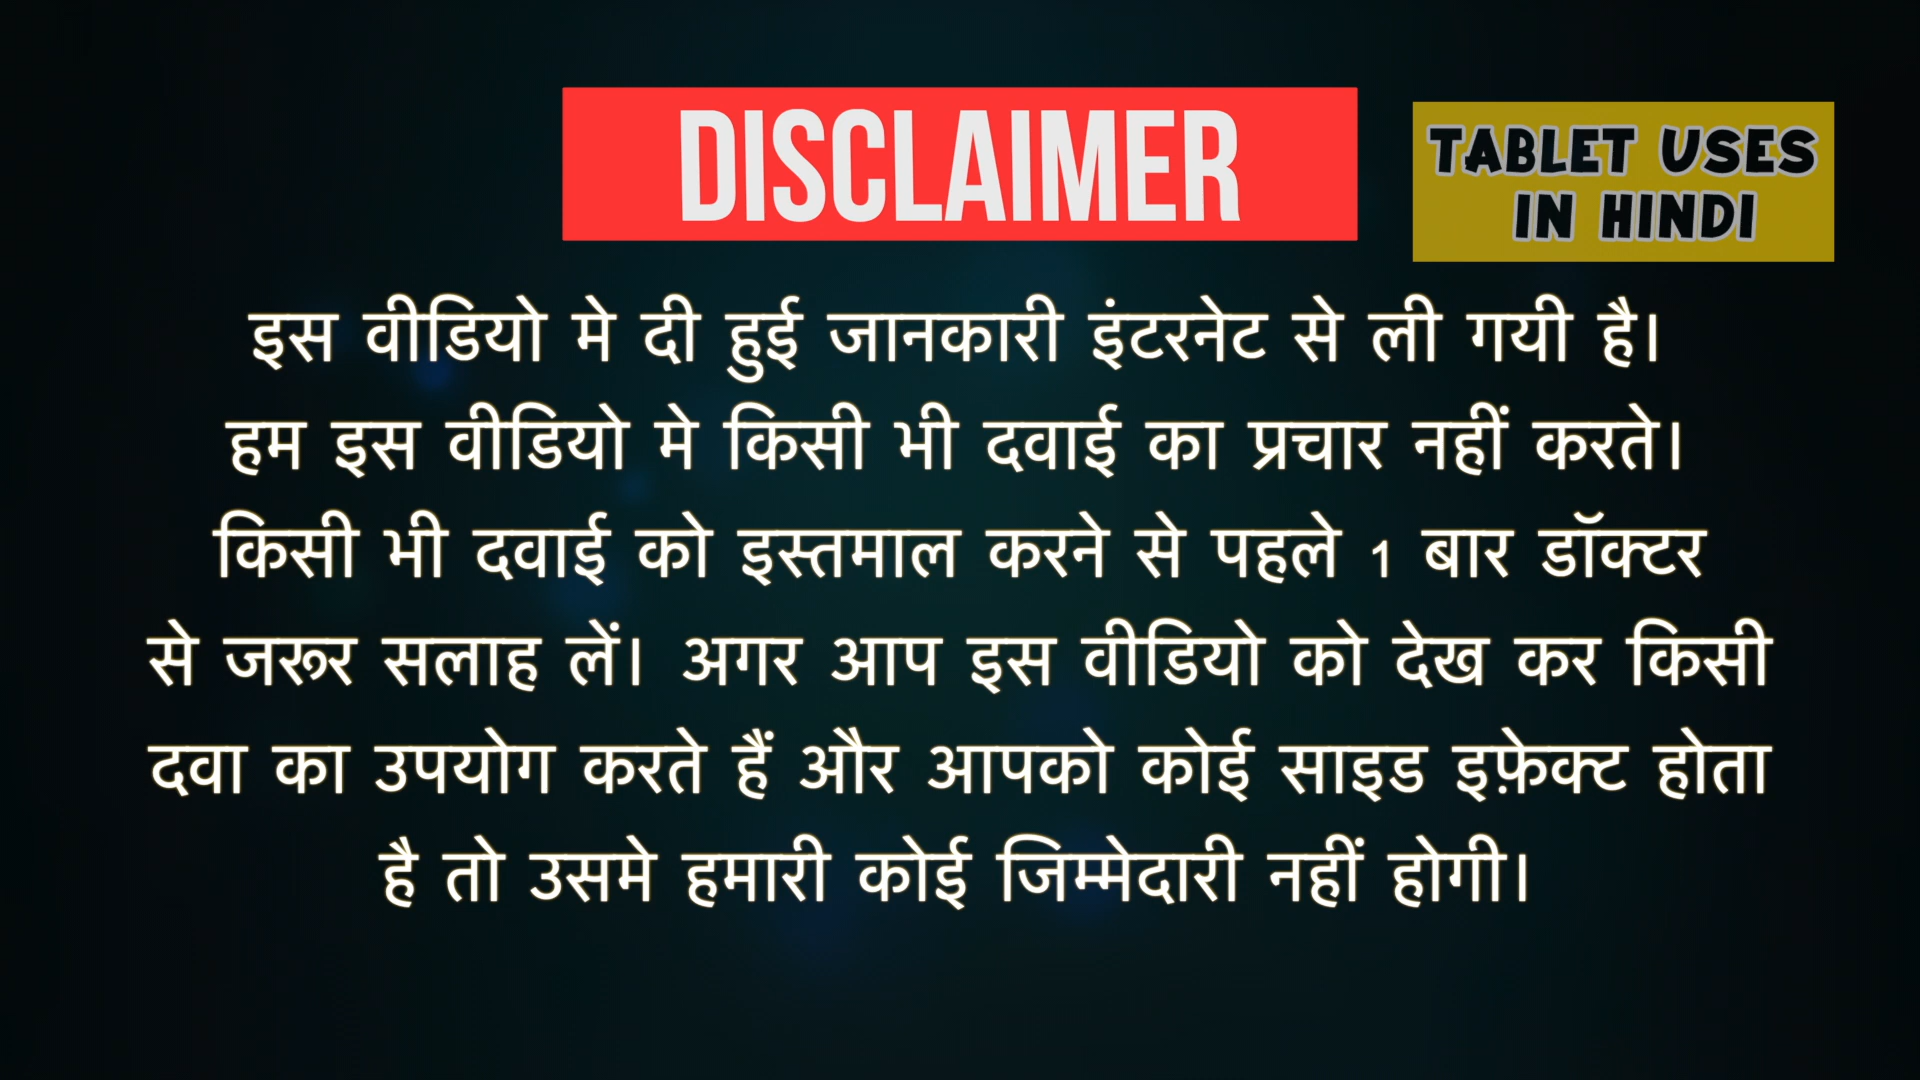 DISCLAIMER
TABLET USES
IN HINDI
इस वीडियो मे दी हुई जानकारी इंटरनेट से ली गयी है।
हम इस वीडियो मे किसी भी दवाई का प्रचार नहीं करते।
किसी भी दवाई को इस्तमाल करने से पहले 1 बार डॉक्टर
से जरूर सलाह लें। अगर आप इस वीडियो को देख कर किसी
दवा का उपयोग करते हैं और आपको कोई साइड इफ़ेक्ट होता
है तो उसमे हमारी कोई जिम्मेदारी नहीं होगी।